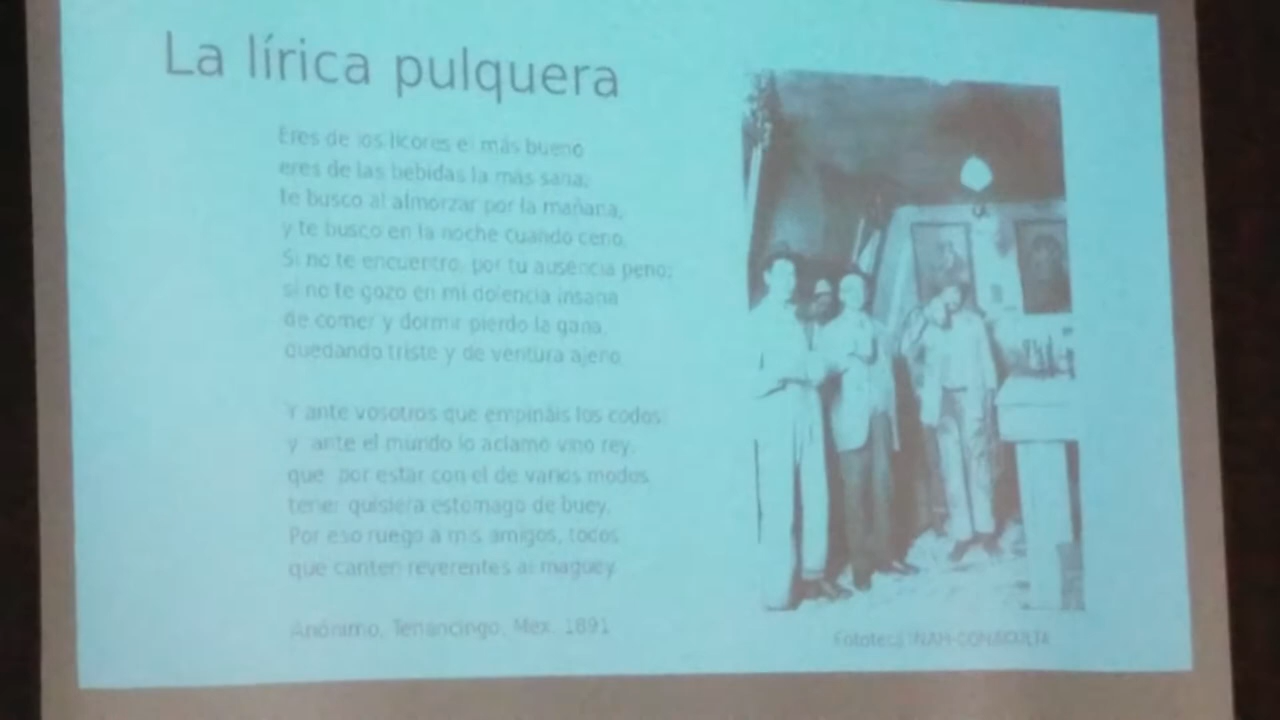 La lírica pulquera
Eres de los licores el más bueno
eres de las bebidas la más sana;
te busco al almorzar por la mañana,
y te busco en la noche cuando ceno.
Si no te encuentro, por tu ausencia peno;
si no te gozo en mi dolencia insana
de comer y dormir pierdo la gana,
quedando triste y de ventura ajeno.
Y ante vosotros que empináis los codos
y ante el mundo lo aclamo vino rey,
que por estar con el de varios modos
tener quisiera estomago de buey.
Por eso ruego a mis amigos, todos
que canten reverentes al maguey.
Anónimo, Tenancingo, Mex. 1891
Fototeca INAH-CONACULTA